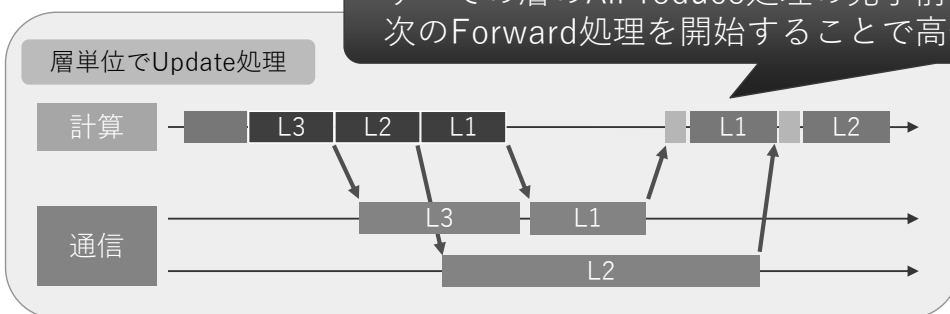 次のForward処理を開始することで高
層単位でUpdate処理
計算
L3
L2
L1
L1
L2
通信
L3
L1
L2